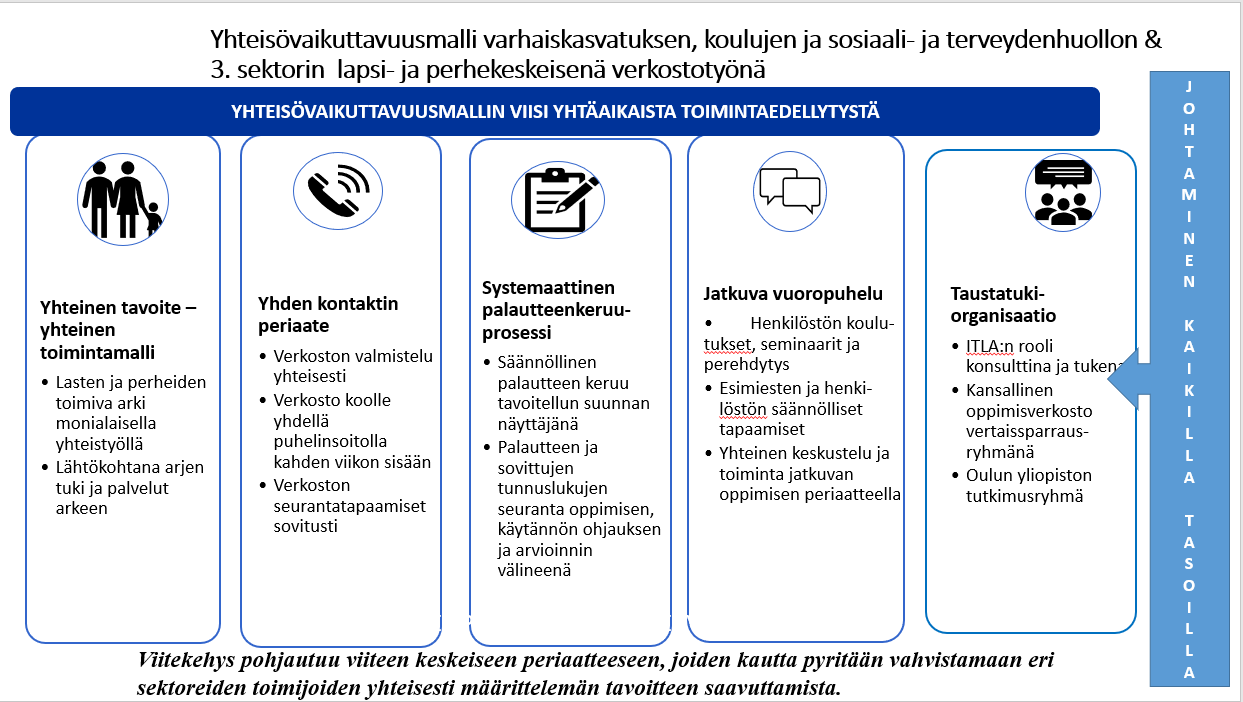 Yhteisövaikuttavuusmalli varhaiskasvatuksen, koulujen ja sosiaali- ja terveydenhuollon &
3. sektorin lapsi- ja perhekeskeisenä verkostotyönä
YHTEISÖVAIKUTTAVUUSMALLIN VIISI YHTÄAIKAISTA TOIMINTAEDELLYTYSTÄ
Yhteinen tavoite –
yhteinen
toimintamalli
• Lasten ja perheiden
toimiva arki
monialaisella
yhteistyöllä
• Lähtökohtana arjen
tuki ja palvelut
arkeen
Yhden kontaktin
periaate
• Verkoston valmistelu
yhteisesti
• Verkosto koolle
yhdellä
puhelinsoitolla
kahden viikon sisään
• Verkoston
seurantatapaamiset
sovitusti
Systemaattinen
palautteenkeruu-
prosessi
• Säännöllinen
palautteen keruu
tavoitellun suunnan
näyttäjänä
• Palautteen ja
sovittujen
tunnuslukujen
seuranta oppimisen,
käytännön ohjauksen
ja arvioinnin
välineenä
Jatkuva vuoropuhelu
• Henkilöstön koulu-
tukset, seminaarit ja
perehdytys
• Esimiesten ja henki-
löstön säännölliset
tapaamiset
• Yhteinen keskustelu ja
toiminta jatkuvan
oppimisen periaatteella
Taustatuki-
organisaatio
• ITLA:n rooli
konsulttina ja tukena
• Kansallinen
oppimisverkosto
vertaissparraus-
ryhmänä
• Oulun yliopiston
tutkimusryhmä
JOHTAMINEN KAIKILLA TASOILLA
Viitekehys pohjautuu viiteen keskeiseen periaatteeseen, joiden kautta pyritään vahvistamaan eri
sektoreiden toimijoiden yhteisesti määrittelemän tavoitteen saavuttamista.